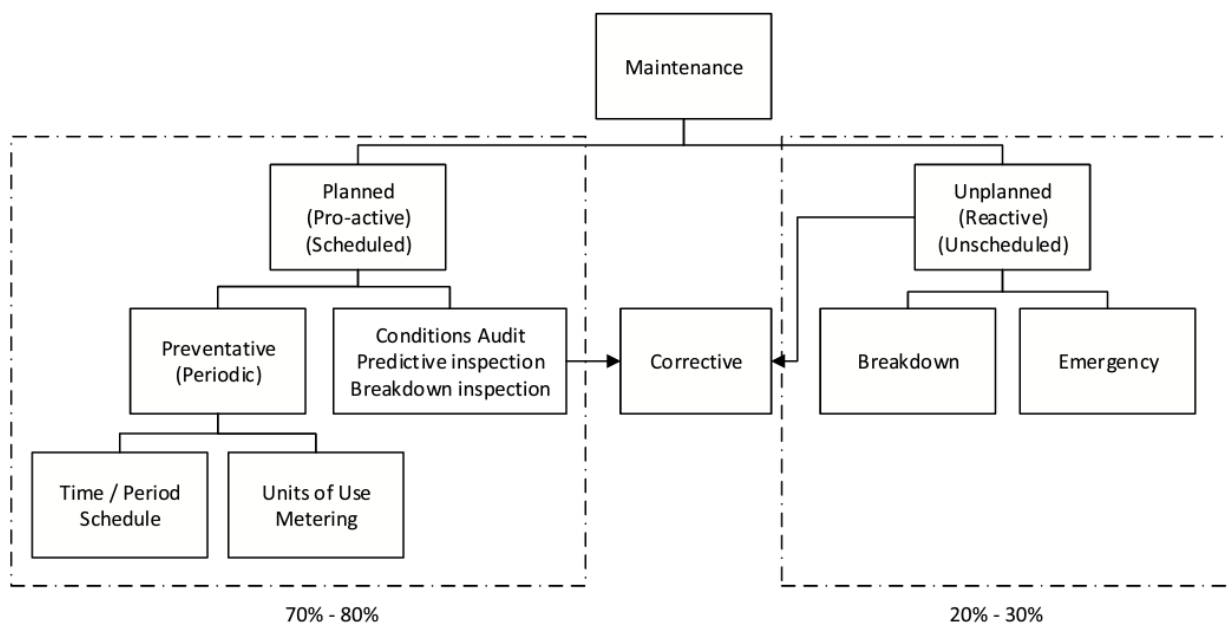 Maintenance
Planned
(Pro-active)
(Scheduled)
Unplanned
(Reactive)
(Unscheduled)
Preventative
(Periodic)
Conditions Audit
Predictive inspection
Breakdown inspection
Corrective
Breakdown
Emergency
Time / Period
Schedule
Units of Use
Metering
70% - 80%
20% - 30%